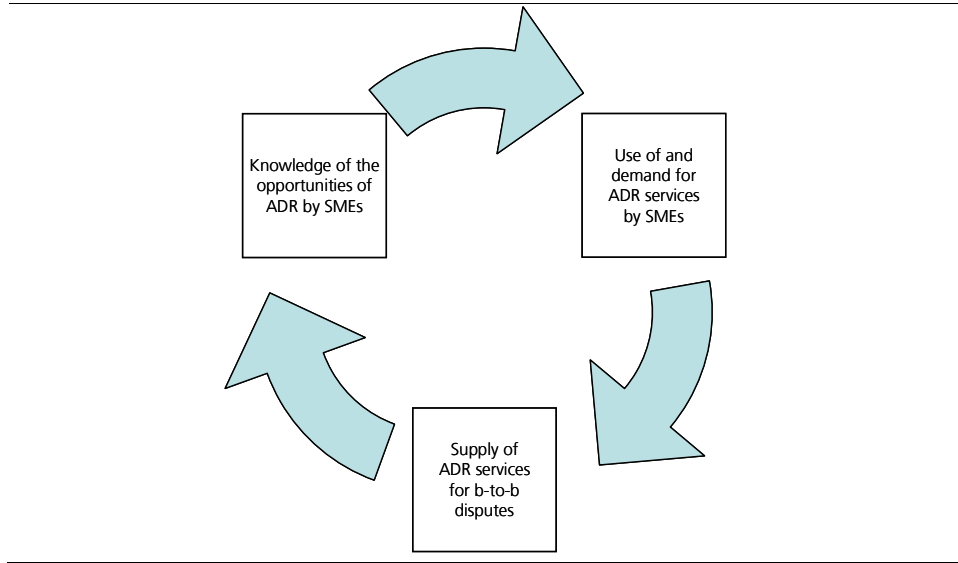 Knowledge of the
opportunities of
ADR by SMEs
Use of and
demand for
ADR services
by SMEs
Supply of
ADR services
for b-to-b
disputes